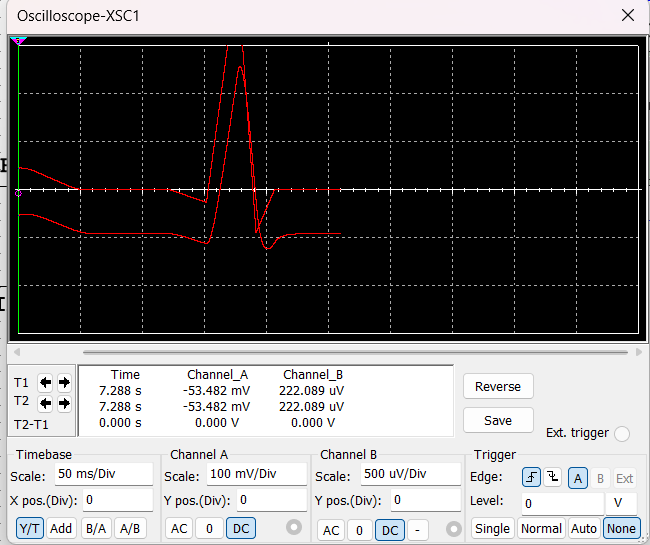 Oscilloscope-XSC1
T1
T2
T2-T1
Time Channel_A Channel_B
7.288 s -53.482 mV 222.089 uV
7.288 s -53.482 mV 222.089 uV
0.000 s 0.000 V 0.000 V
Reverse
Save
Ext. trigger
Timebase
Scale: 50 ms/Div
X pos.(Div): 0
Y/T Add B/A A/B
Channel A
Scale: 100 mV/Div
Y pos.(Div): 0
AC 0 DC
Channel B
Scale: 500 uV/Div
Y pos.(Div): 0
AC 0 DC -
Trigger
Edge: A B Ext
Level: 0 V
Single Normal Auto None